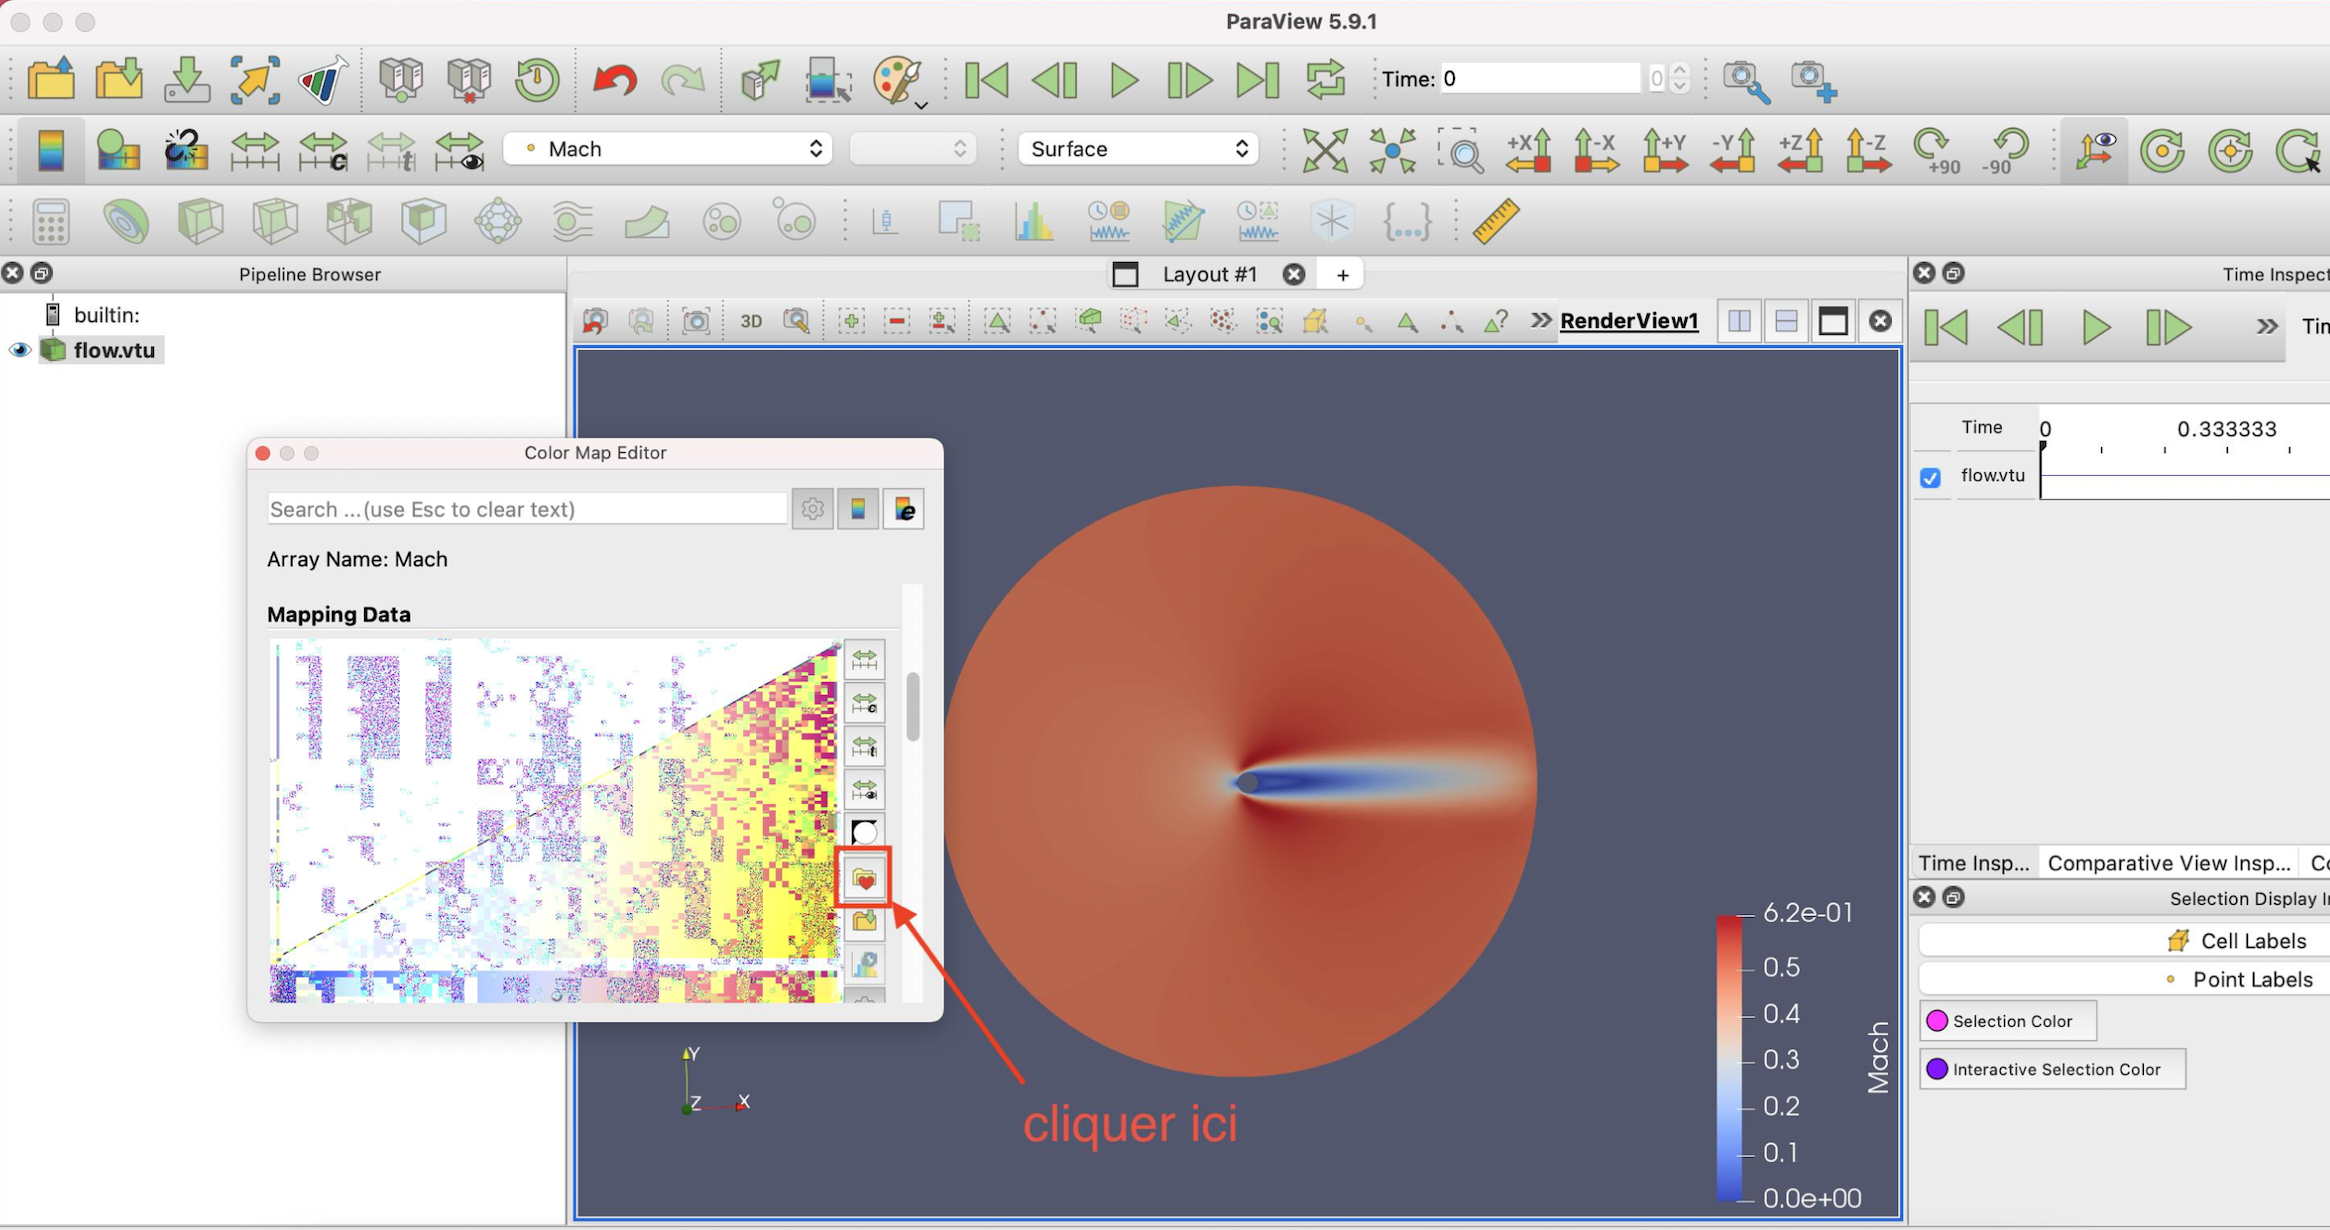 ParaView 5.9.1
Time: 0 0
c t Mach Surface +X -X +Y -Y +Z -Z +90 -90
{...}
Pipeline Browser
Layout #1 +
Time Inspect
builtin:
flow.vtu
3D ? » RenderView1
» Tin
Time 0 0.333333
flow.vtu
Color Map Editor
Search ...(use Esc to clear text) e
Array Name: Mach
Mapping Data
c
t
cliquer ici
Y
Z X
6.2e-01
0.5
0.4
0.3
0.2
0.1
0.0e+00
Mach
Time Insp... Comparative View Insp... Co
Selection Display I
Cell Labels
Point Labels
Selection Color
Interactive Selection Color